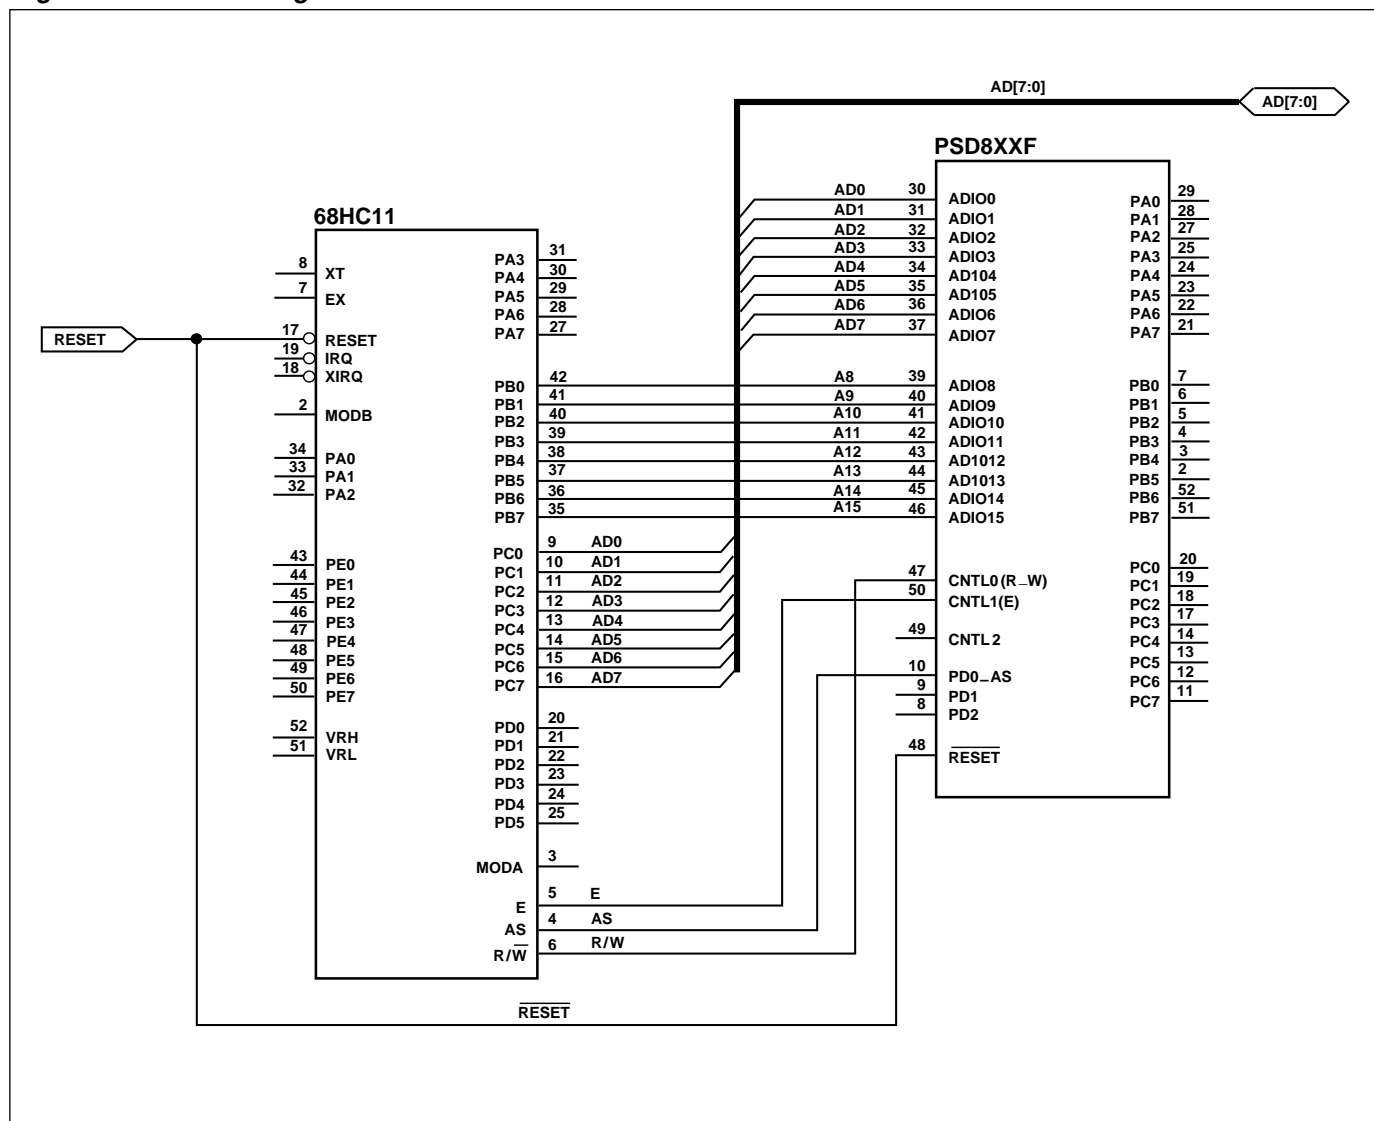 AD[7:0]
AD[7:0]
PSD8XXF
AD0 30 ADIO0 PA0 29
AD1 31 ADIO1 PA1 28
AD2 32 ADIO2 PA2 27
AD3 33 ADIO3 PA3 25
AD4 34 AD104 PA4 24
AD5 35 AD105 PA5 23
AD6 36 ADIO6 PA6 22
AD7 37 ADIO7 PA7 21
A8 39 ADIO8 PB0 7
A9 40 ADIO9 PB1 6
A10 41 ADIO10 PB2 5
A11 42 ADIO11 PB3 4
A12 43 AD1012 PB4 3
A13 44 AD1013 PB5 2
A14 45 ADIO14 PB6 52
A15 46 ADIO15 PB7 51
47 CNTL0(R_W) PC0 20
50 CNTL1(E) PC1 19
PC2 18
PC3 17
49 CNTL2 PC4 14
PC5 13
10 PD0_AS PC6 12
9 PD1 PC7 11
8 PD2
48 RESET
68HC11
8 XT PA3 31
7 EX PA4 30
PA5 29
PA6 28
PA7 27
RESET
17 RESET
19 IRQ
18 XIRQ
2 MODB
34 PA0
33 PA1
32 PA2
43 PE0
44 PE1
45 PE2
46 PE3
47 PE4
48 PE5
49 PE6
50 PE7
52 VRH
51 VRL
PB0 42
PB1 41
PB2 40
PB3 39
PB4 38
PB5 37
PB6 36
PB7 35
PC0 9 AD0
PC1 10 AD1
PC2 11 AD2
PC3 12 AD3
PC4 13 AD4
PC5 14 AD5
PC6 15 AD6
PC7 16 AD7
PD0 20
PD1 21
PD2 22
PD3 23
PD4 24
PD5 25
MODA 3
E 5 E
AS 4 AS
R/W 6 R/W
RESET